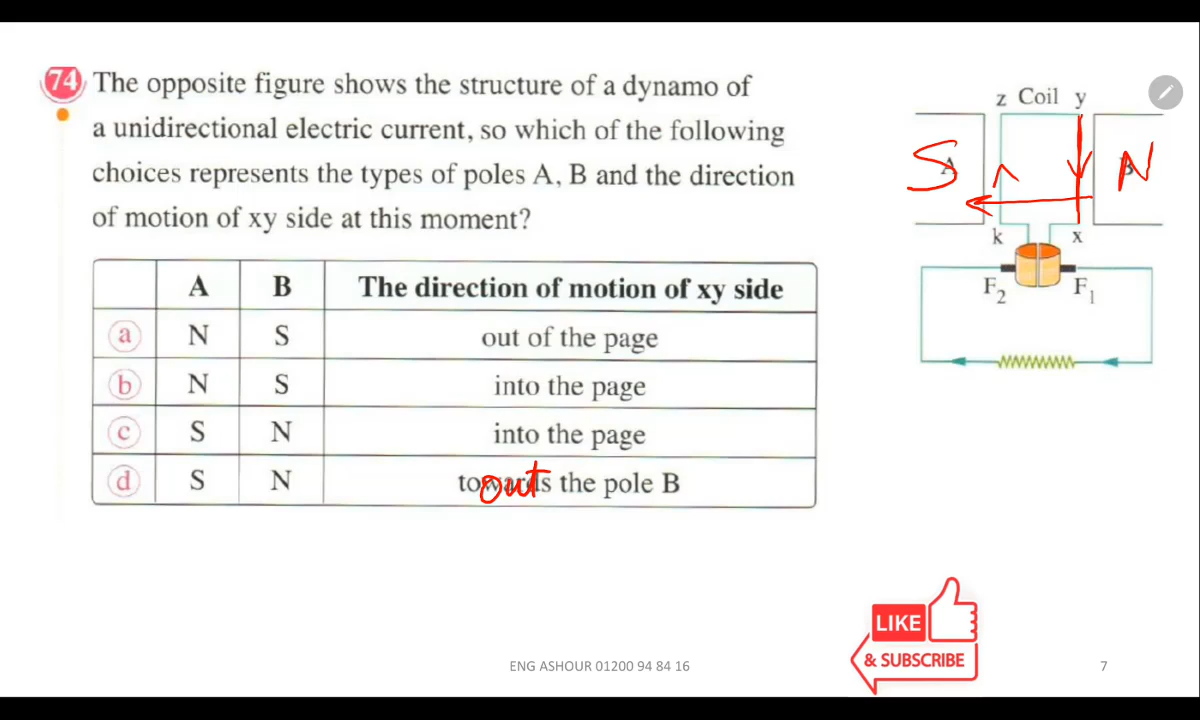 74 The opposite figure shows the structure of a dynamo of
a unidirectional electric current, so which of the following
choices represents the types of poles A, B and the direction
of motion of xy side at this moment?
A B The direction of motion of xy side
a N S out of the page
b N S into the page
c S N into the page
d S N towards the pole B
out
z Coil y
S A B N
k x
F2 F1
LIKE
& SUBSCRIBE
ENG ASHOUR 01200 94 84 16
7